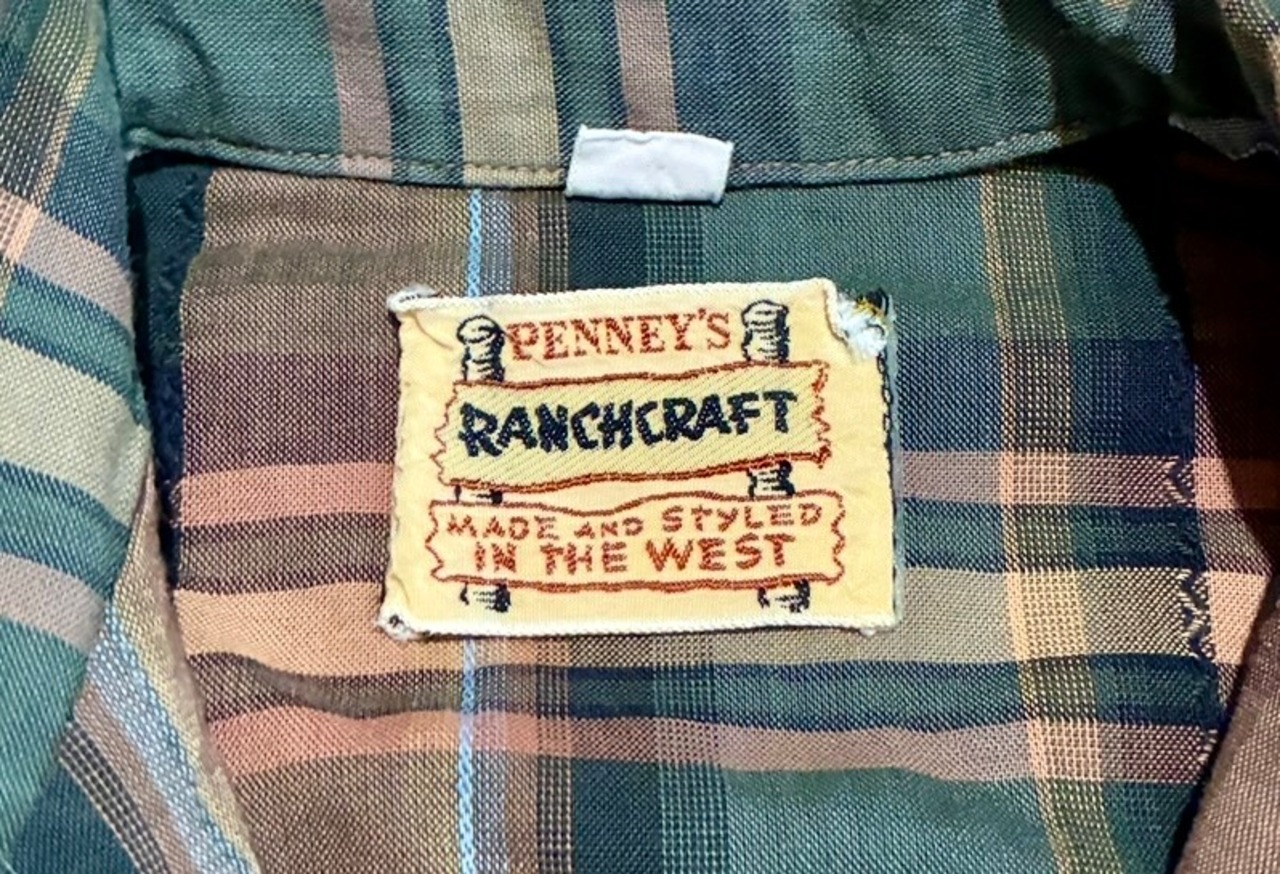 PENNEY'S
RANCHCRAFT
MADE AND STYLED
IN THE WEST